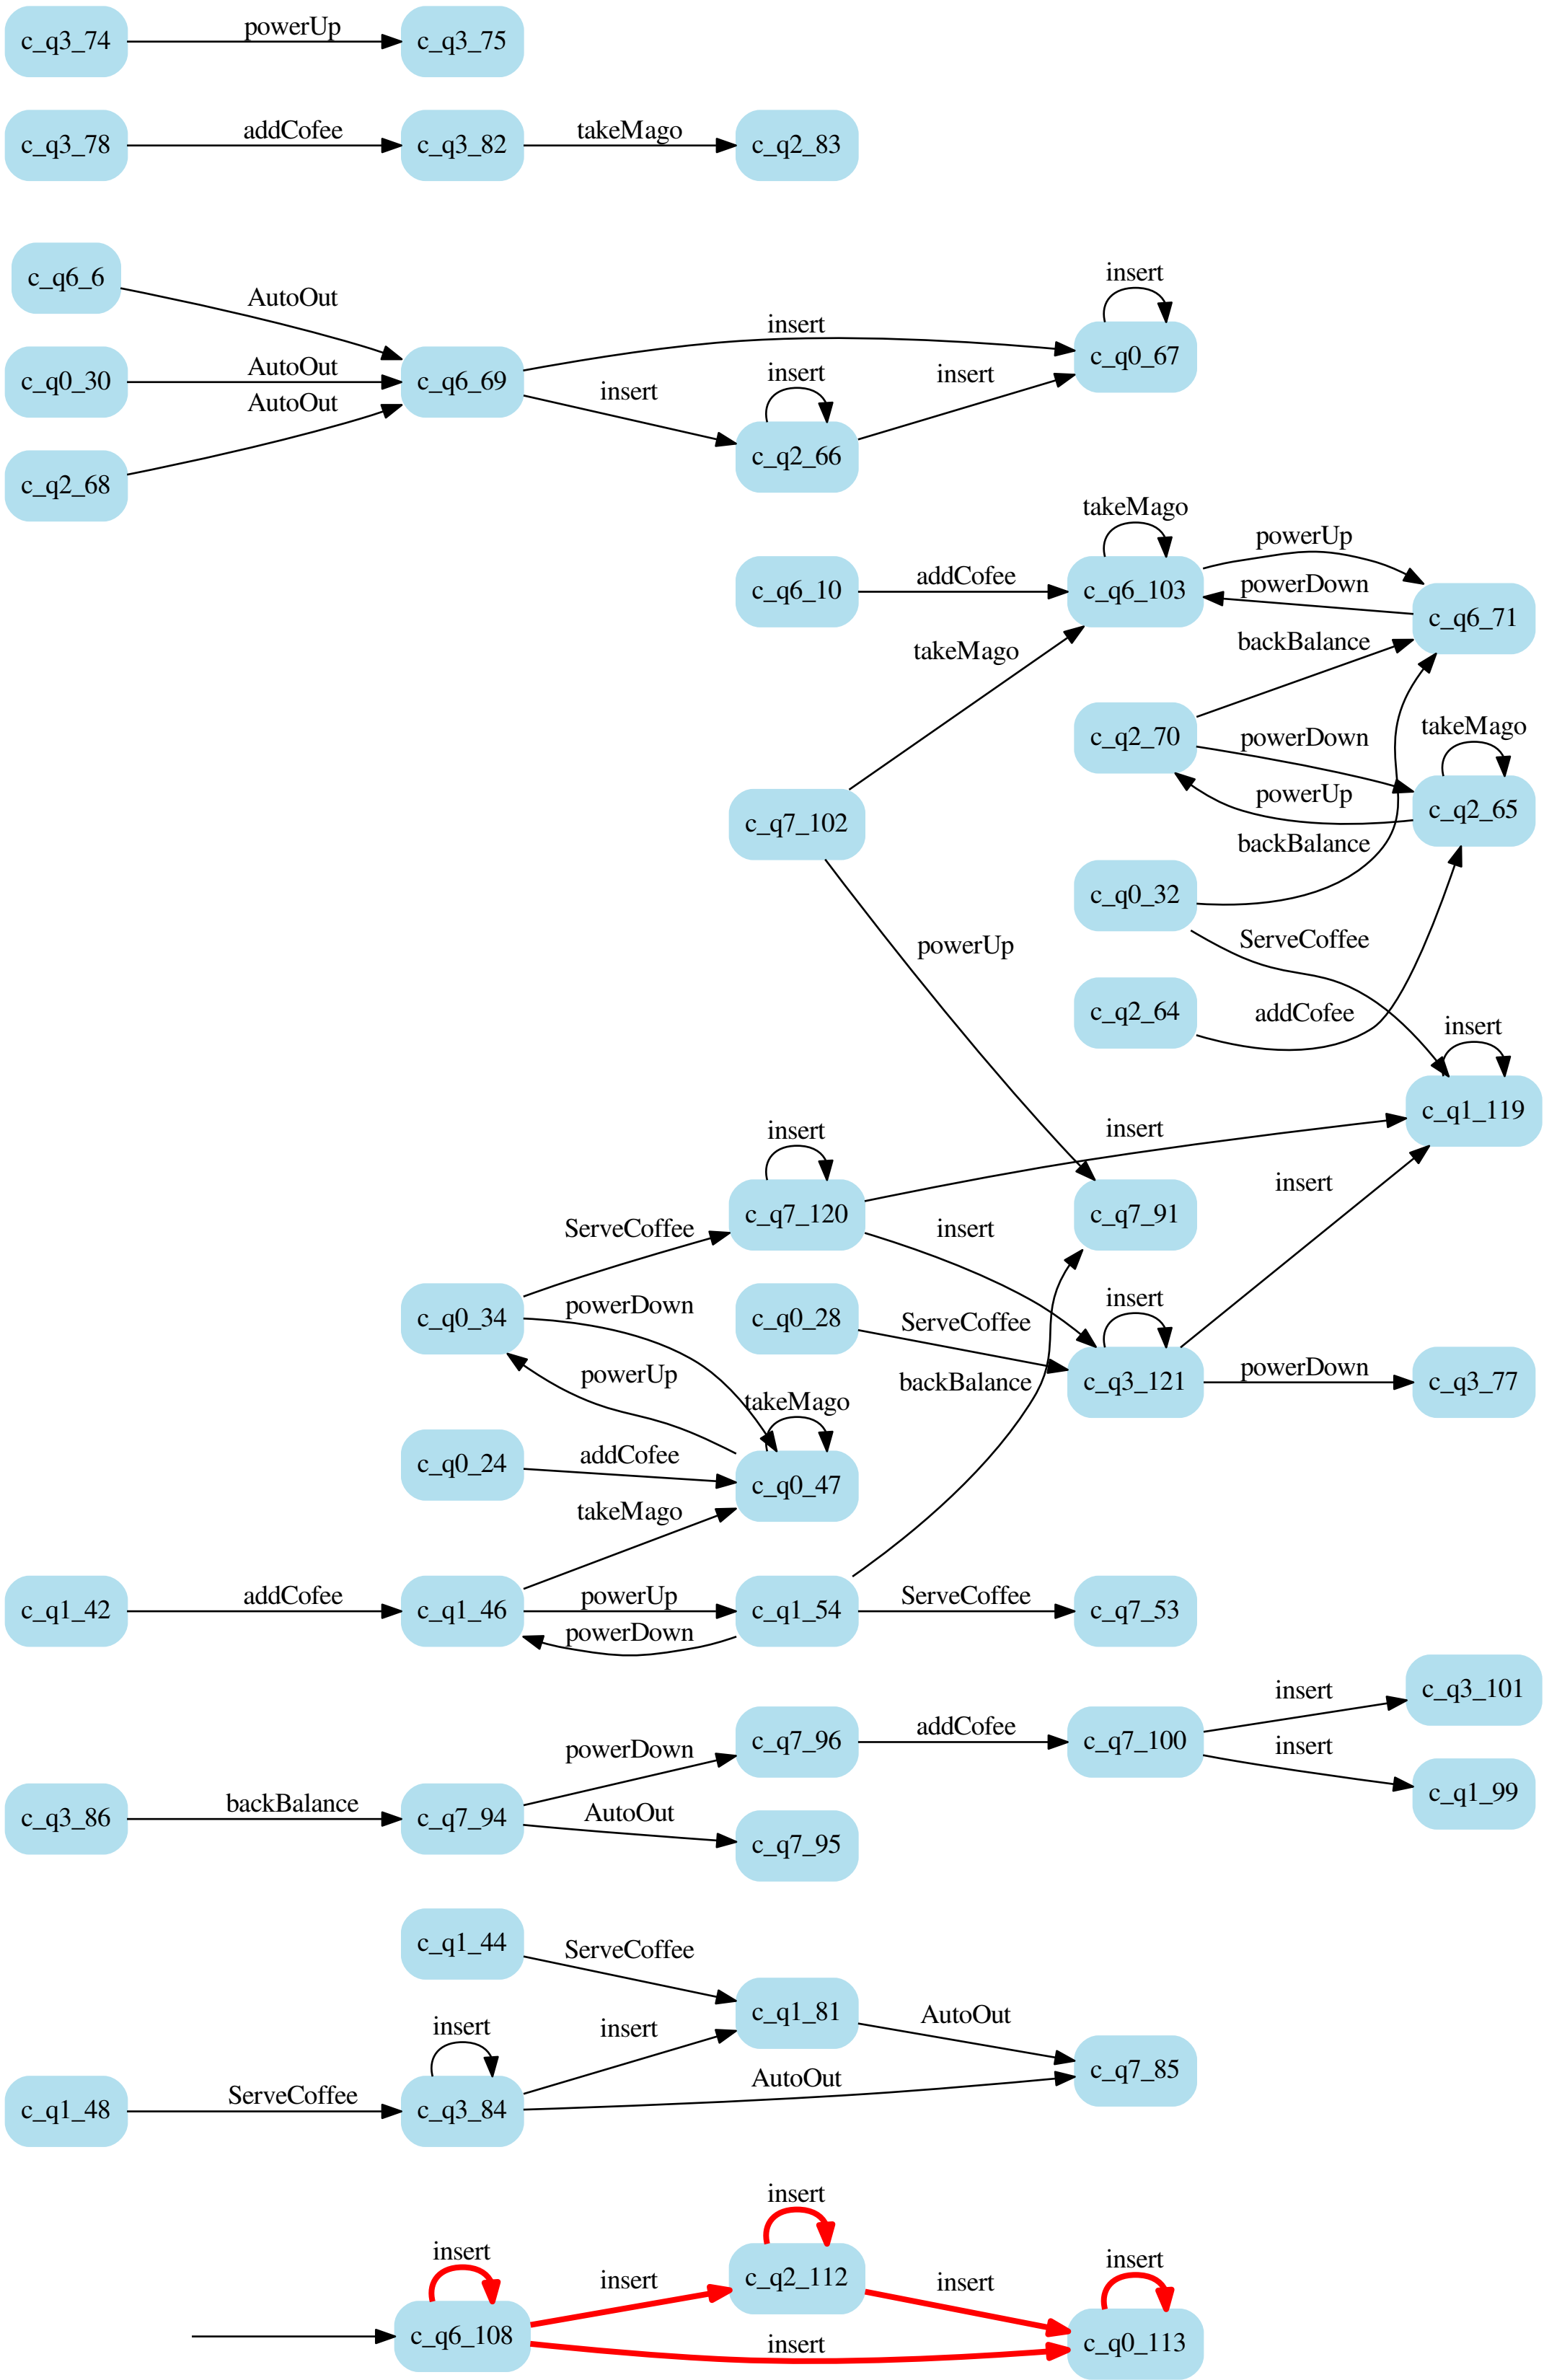 c_q3_74
powerUp
c_q3_75
c_q3_78
addCofee
c_q3_82
takeMago
c_q2_83
c_q6_6
AutoOut
c_q0_30
AutoOut
c_q2_68
AutoOut
c_q6_69
insert
insert
insert
c_q2_66
insert
insert
c_q0_67
c_q6_10
addCofee
takeMago
c_q6_103
powerUp
powerDown
c_q6_71
takeMago
c_q7_102
powerUp
c_q2_70
backBalance
powerDown
powerUp
takeMago
c_q2_65
backBalance
c_q0_32
ServeCoffee
c_q2_64
addCofee
insert
c_q1_119
insert
c_q7_120
insert
insert
c_q7_91
insert
ServeCoffee
c_q0_34
powerDown
powerUp
c_q0_28
ServeCoffee
insert
c_q3_121
powerDown
c_q3_77
backBalance
takeMago
c_q0_24
addCofee
c_q0_47
takeMago
c_q1_42
addCofee
c_q1_46
powerUp
powerDown
c_q1_54
ServeCoffee
c_q7_53
c_q3_86
backBalance
c_q7_94
powerDown
AutoOut
c_q7_96
c_q7_95
addCofee
c_q7_100
insert
insert
c_q3_101
c_q1_99
c_q1_44
ServeCoffee
c_q1_81
AutoOut
insert
insert
c_q1_48
ServeCoffee
c_q3_84
AutoOut
c_q7_85
insert
c_q6_108
insert
insert
insert
c_q2_112
insert
insert
c_q0_113